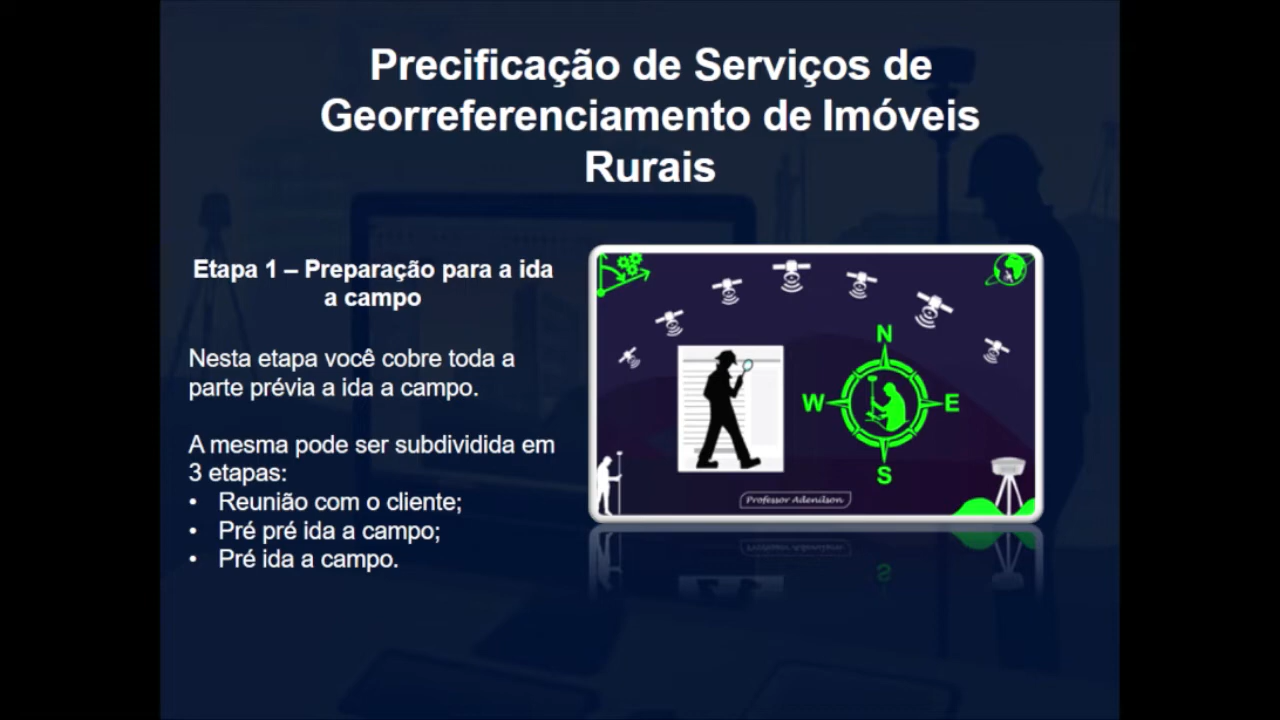 Precificação de Serviços de
Georreferenciamento de Imóveis
Rurais
Etapa 1 – Preparação para a ida
a campo
Nesta etapa você cobre toda a
parte prévia a ida a campo.
A mesma pode ser subdividida em
3 etapas:
• Reunião com o cliente;
• Pré pré ida a campo;
• Pré ida a campo.
N
W E
S
Professor Adenilson